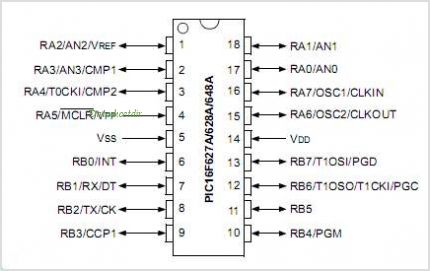 RA2/AN2/VREF 1 18 RA1/AN1
RA3/AN3/CMP1 2 17 RA0/AN0
RA4/T0CKI/CMP2 3 16 RA7/OSC1/CLKIN
RA5/MCLR/V 4 15 RA6/OSC2/CLKOUT
VSS 5 14 VDD
RB0/INT 6 13 RB7/T1OSI/PGD
RB1/RX/DT 7 12 RB6/T1OSO/T1CKI/PGC
RB2/TX/CK 8 11 RB5
RB3/CCP1 9 10 RB4/PGM
PIC16F627A/628A/648A